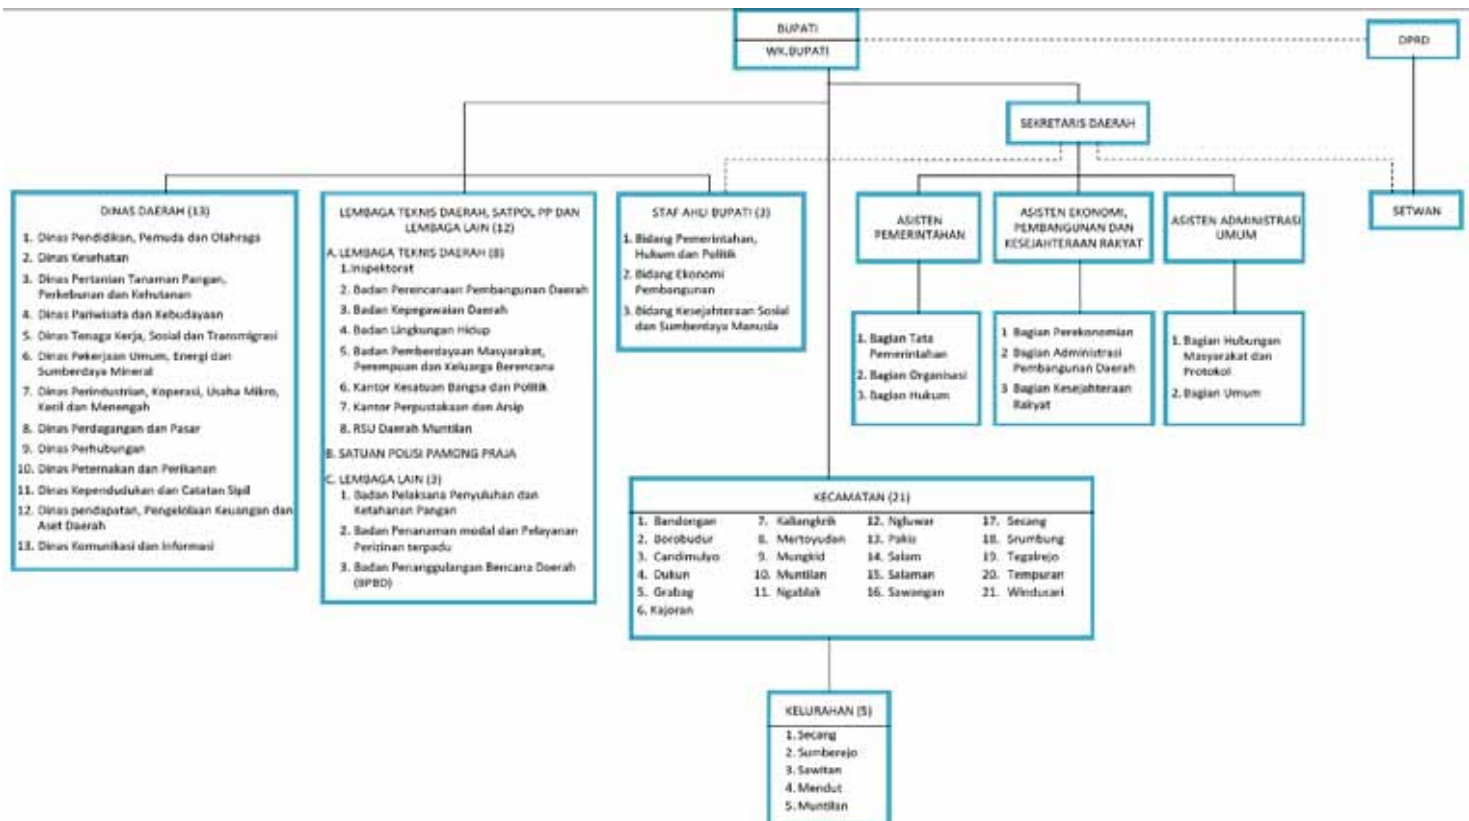 BUPATI
WK.BUPATI
DPRD
SEKRETARIS DAERAH
DINAS DAERAH (13)
1. Dinas Pendidikan, Pemuda dan Olahraga
2. Dinas Kesehatan
3. Dinas Pertanian Tanaman Pangan,
Perkebunan dan Kehutanan
4. Dinas Pariwisata dan Kebudayaan
5. Dinas Tenaga Kerja, Sosial dan Transmigrasi
6. Dinas Pekerjaan Umum, Energi dan
Sumberdaya Mineral
7. Dinas Perindustrian, Koperasi, Usaha Mikro,
Kecil dan Menengah
8. Dinas Perdagangan dan Pasar
9. Dinas Perhubungan
10. Dinas Peternakan dan Perikanan
11. Dinas Kependudukan dan Catatan Sipil
12. Dinas pendapatan, Pengelolaan Keuangan dan
Aset Daerah
13. Dinas Komunikasi dan Informasi
LEMBAGA TEKNIS DAERAH, SATPOL PP DAN
LEMBAGA LAIN (12)
A. LEMBAGA TEKNIS DAERAH (8)
1.Inspektorat
2. Badan Perencanaan Pembangunan Daerah
3. Badan Kepegawaian Daerah
4. Badan Lingkungan Hidup
5. Badan Pemberdayaan Masyarakat,
Perempuan dan Keluarga Berencana
6. Kantor Kesatuan Bangsa dan Politik
7. Kantor Perpustakaan dan Arsip
8. RSU Daerah Muntilan
B. SATUAN POLISI PAMONG PRAJA
C. LEMBAGA LAIN (3)
1. Badan Pelaksana Penyuluhan dan
Ketahanan Pangan
2. Badan Penanaman modal dan Pelayanan
Perizinan terpadu
3. Badan Penanggulangan Bencana Daerah
(BPBD)
STAF AHLI BUPATI (3)
1. Bidang Pemerintahan,
Hukum dan Politik
2. Bidang Ekonomi
Pembangunan
3. Bidang Kesejahteraan Sosial
dan Sumberdaya Manusia
ASISTEN
PEMERINTAHAN
ASISTEN EKONOMI,
PEMBANGUNAN DAN
KESEJAHTERAAN RAKYAT
ASISTEN ADMINISTRASI
UMUM
SETWAN
1. Bagian Tata
Pemerintahan
2. Bagian Organisasi
3. Bagian Hukum
1 Bagian Perekonomian
2 Bagian Administrasi
Pembangunan Daerah
3 Bagian Kesejahteraan
Rakyat
1. Bagian Hubungan
Masyarakat dan
Protokol
2. Bagian Umum
KECAMATAN (21)
1. Bandongan
2. Borobudur
3. Candimulyo
4. Dukun
5. Grabag
6. Kajoran
7. Kaliangkrik
8. Mertoyudan
9. Mungkid
10. Muntilan
11. Ngablak
12. Ngluwar
13. Pakis
14. Salam
15. Salaman
16. Sawangan
17. Secang
18. Srumbung
19. Tegalrejo
20. Tempuran
21. Windusari
KELURAHAN (5)
1. Secang
2. Sumberejo
3. Sawitan
4. Mendut
5. Muntilan